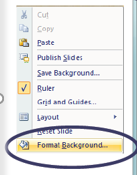 Cut
Copy
Paste
Publish Slides
Save Background...
Ruler
Grid and Guides...
Layout
Reset Slide
Format Background...